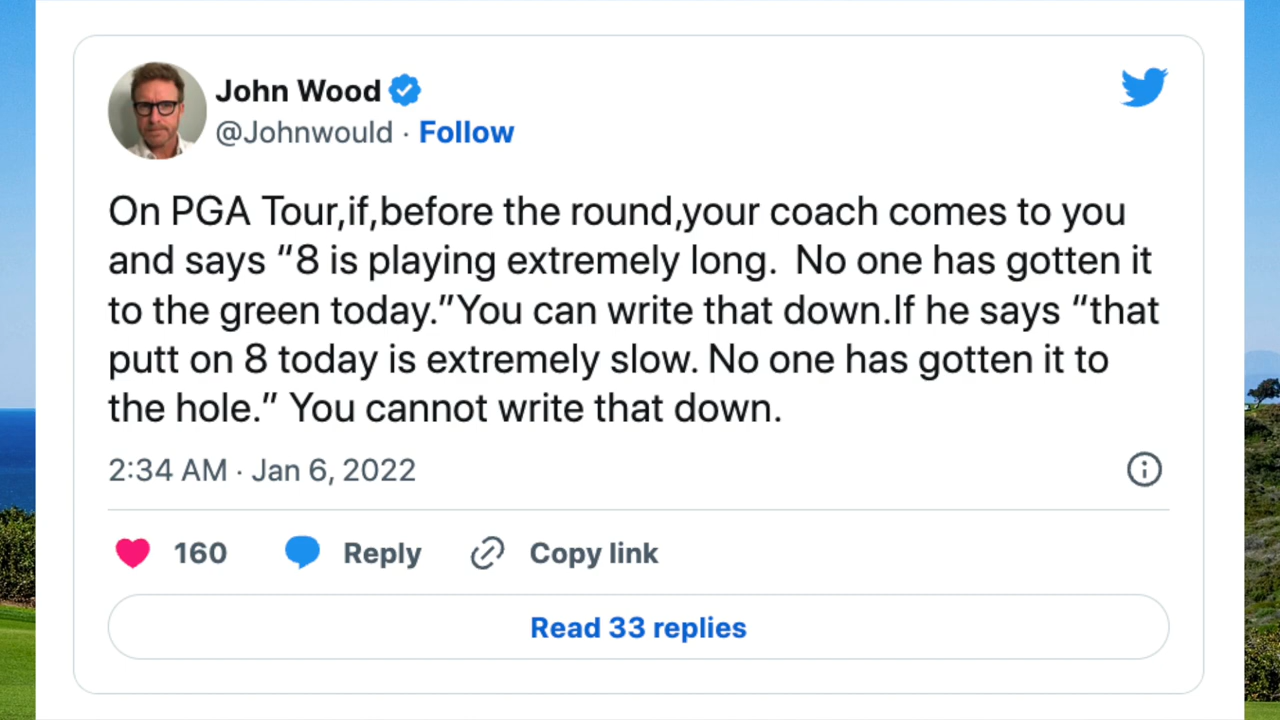 John Wood
@Johnwould · Follow
On PGA Tour,if,before the round,your coach comes to you
and says “8 is playing extremely long.  No one has gotten it
to the green today.”You can write that down.If he says “that
putt on 8 today is extremely slow. No one has gotten it to
the hole.” You cannot write that down.
2:34 AM · Jan 6, 2022
160 Reply Copy link
Read 33 replies